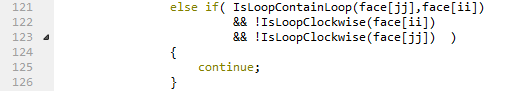 121 else if( IsLoopContainLoop(face[jj],face[ii])
122 && !IsLoopClockwise(face[ii])
123 && !IsLoopClockwise(face[jj]) )
124 {
125 continue;
126 }